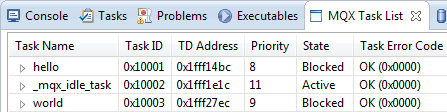 Console Tasks Problems Executables MQX Task List
Task Name Task ID TD Address Priority State Task Error Code
hello 0x10001 0x1fff14bc 8 Blocked OK (0x0000)
_mqx_idle_task 0x10002 0x1fff1e1c 11 Active OK (0x0000)
world 0x10003 0x1fff27ec 9 Blocked OK (0x0000)